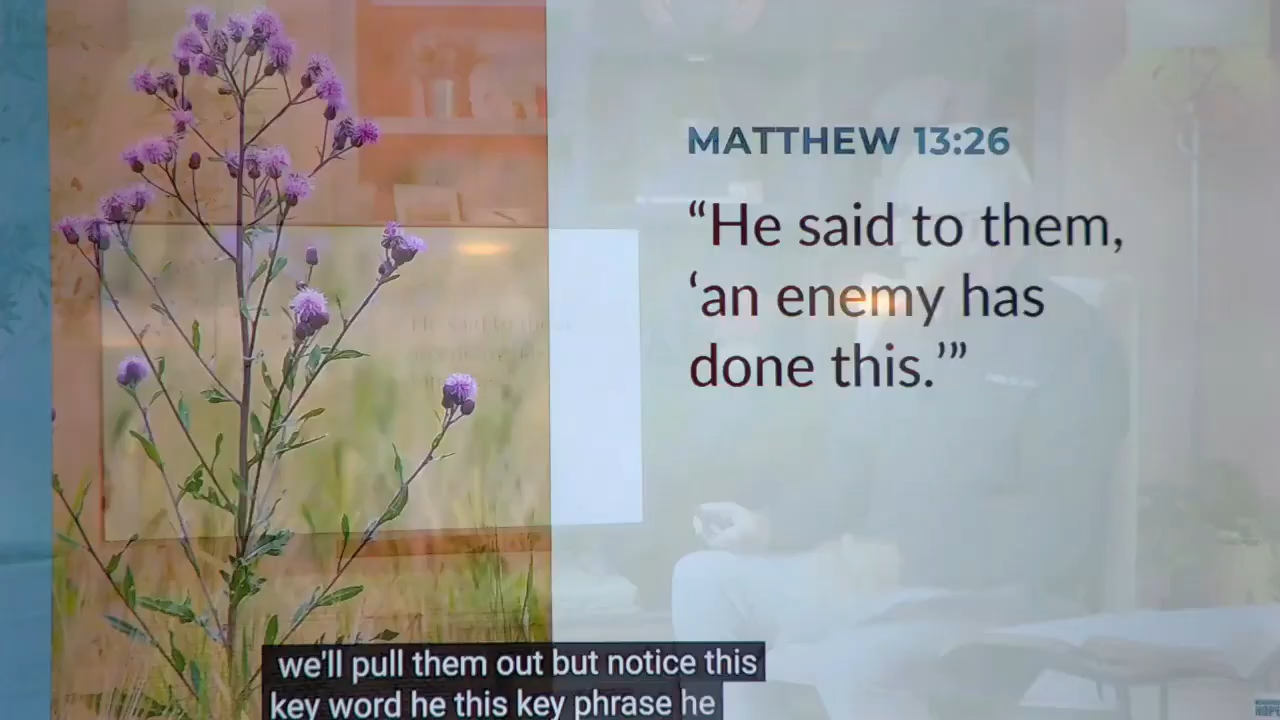 MATTHEW 13:26
“He said to them,
‘an enemy has
done this.’”
we'll pull them out but notice this
key word he this key phrase he